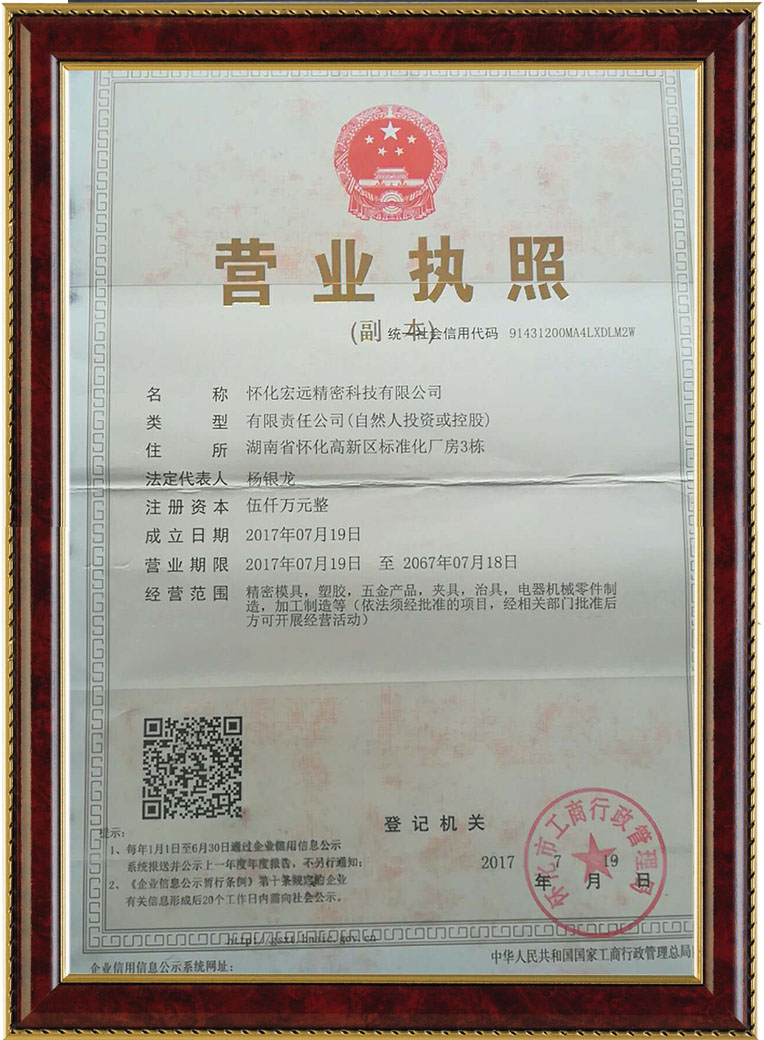 营业执照
(副 本)
统一社会信用代码 91431200MA4LXDLM2W
名称 怀化宏远精密科技有限公司
类型 有限责任公司(自然人投资或控股)
住所 湖南省怀化高新区标准化厂房3栋
法定代表人 杨银龙
注册资本 伍仟万元整
成立日期 2017年07月19日
营业期限 2017年07月19日 至 2067年07月18日
经营范围 精密模具，塑胶，五金产品，夹具，治具，电器机械零件制
造，加工制造等（依法须经批准的项目，经相关部门批准后
方可开展经营活动）
登记机关
怀化市工商行政管理局
2017 年 7 月 19 日
提示：
1、每年1月1日至6月30日通过企业信用信息公示
系统报送并公示上一年度年度报告，不另行通知；
2、《企业信息公示暂行条例》第十条规定的企业
有关信息形成后20个工作日内需向社会公示。
http://gsxt.hnaic.gov.cn
企业信用信息公示系统网址：
中华人民共和国国家工商行政管理总局